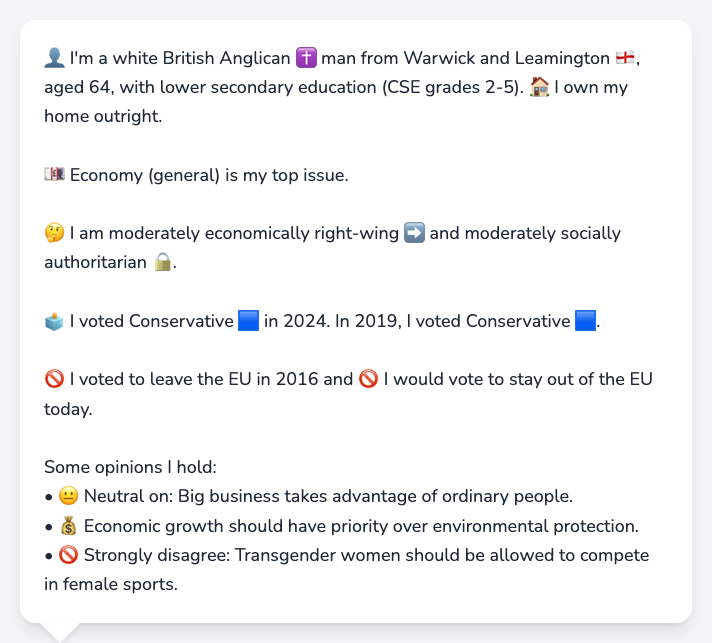 👤 I'm a white British Anglican ✝️ man from Warwick and Leamington 🏴󠁧󠁢󠁥󠁮󠁧󠁿,
aged 64, with lower secondary education (CSE grades 2-5). 🏠 I own my
home outright.
💷 Economy (general) is my top issue.
🤔 I am moderately economically right-wing ➡️ and moderately socially
authoritarian 🔒.
🗳️ I voted Conservative 🟦 in 2024. In 2019, I voted Conservative 🟦.
🚫 I voted to leave the EU in 2016 and 🚫 I would vote to stay out of the EU
today.
Some opinions I hold:
• 😐 Neutral on: Big business takes advantage of ordinary people.
• 💰 Economic growth should have priority over environmental protection.
• 🚫 Strongly disagree: Transgender women should be allowed to compete
in female sports.